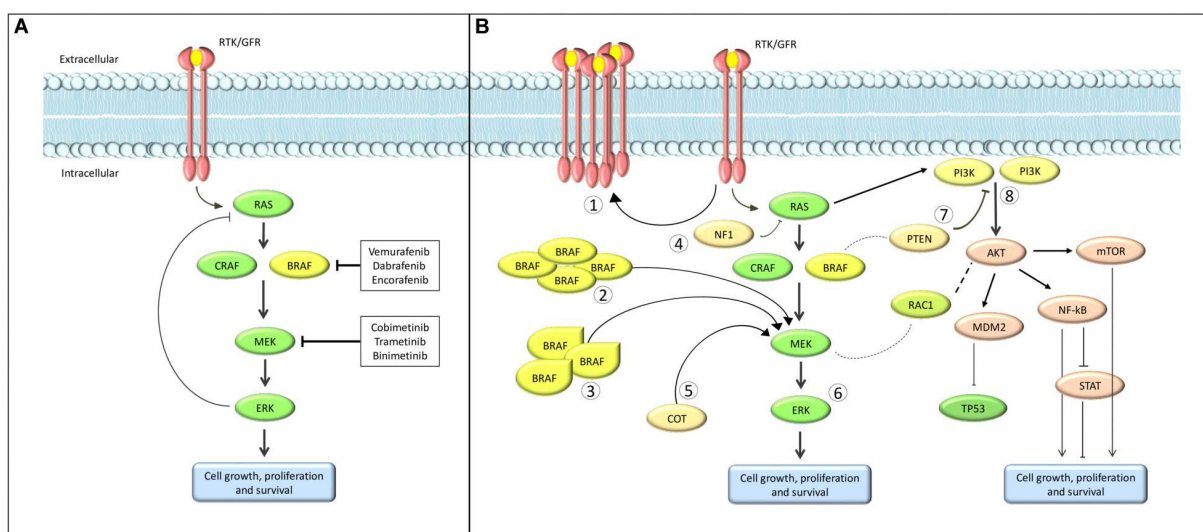 A
RTK/GFR
Extracellular
Intracellular
RAS
CRAF
BRAF
Vemurafenib
Dabrafenib
Encorafenib
MEK
Cobimetinib
Trametinib
Binimetinib
ERK
Cell growth, proliferation
and survival
B
RTK/GFR
1
PI3K
PI3K
RAS
7
8
4
NF1
PTEN
AKT
mTOR
BRAF
BRAF
BRAF
BRAF
2
CRAF
BRAF
RAC1
MDM2
NF-kB
BRAF
BRAF
BRAF
3
MEK
STAT
5
COT
ERK
6
TP53
Cell growth, proliferation
and survival
Cell growth, proliferation
and survival